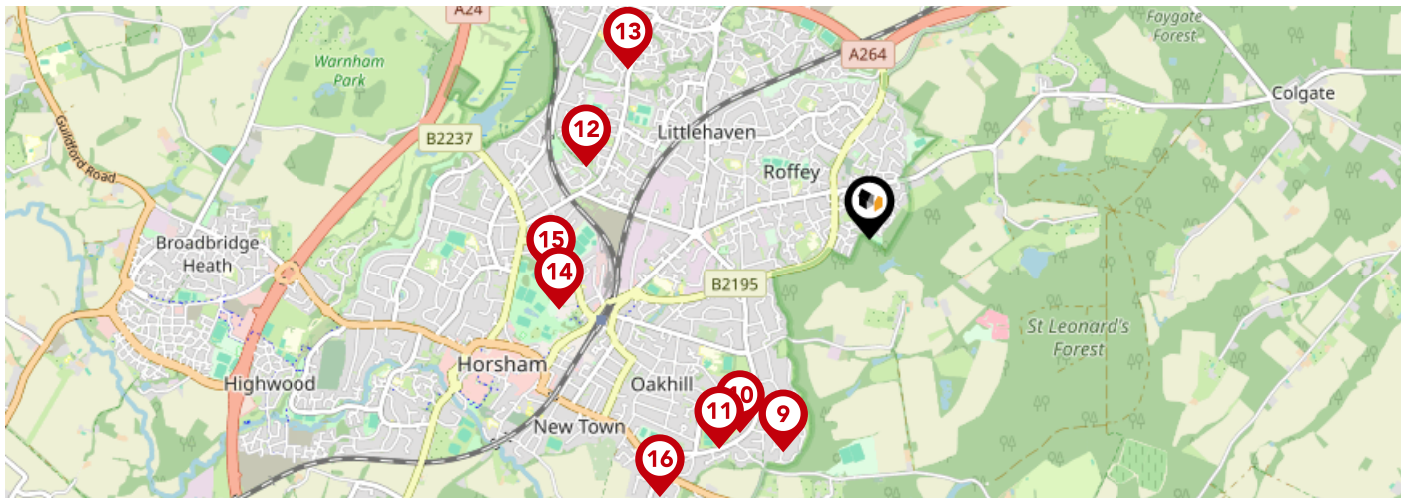 A24
13
Faygate
Forest
A264
Warnham
Park
Colgate
12
B2237
Littlehaven
Guildford Road
Roffey
15
Broadbridge
Heath
14
B2195
St Leonard's
Forest
Horsham
Highwood
Oakhill
10
11
9
New Town
16